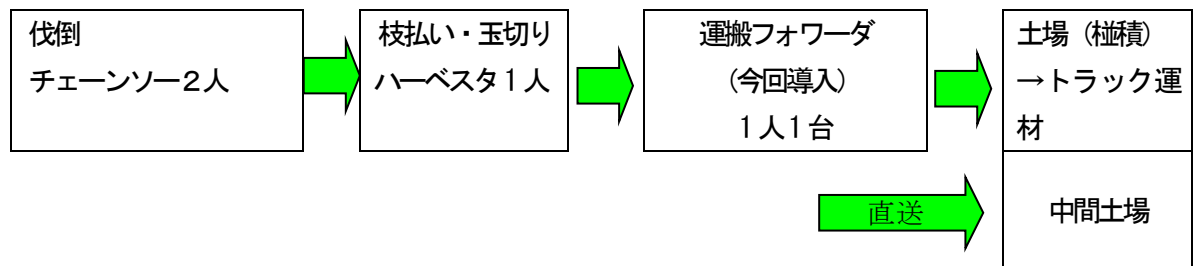 伐倒
チェーンソー２人
枝払い・玉切り
ハーベスタ１人
運搬フォワーダ
（今回導入）
１人１台
土場（椪積）
→トラック運
材
直送
中間土場